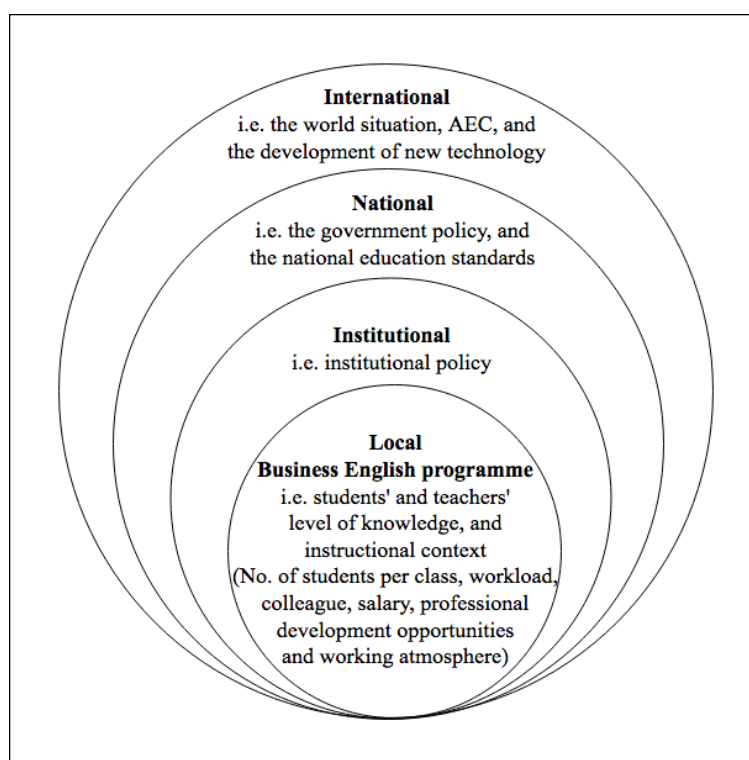 International
i.e. the world situation, AEC, and
the development of new technology
National
i.e. the government policy, and
the national education standards
Institutional
i.e. institutional policy
Local
Business English programme
i.e. students' and teachers'
level of knowledge, and
instructional context
(No. of students per class, workload,
colleague, salary, professional
development opportunities
and working atmosphere)